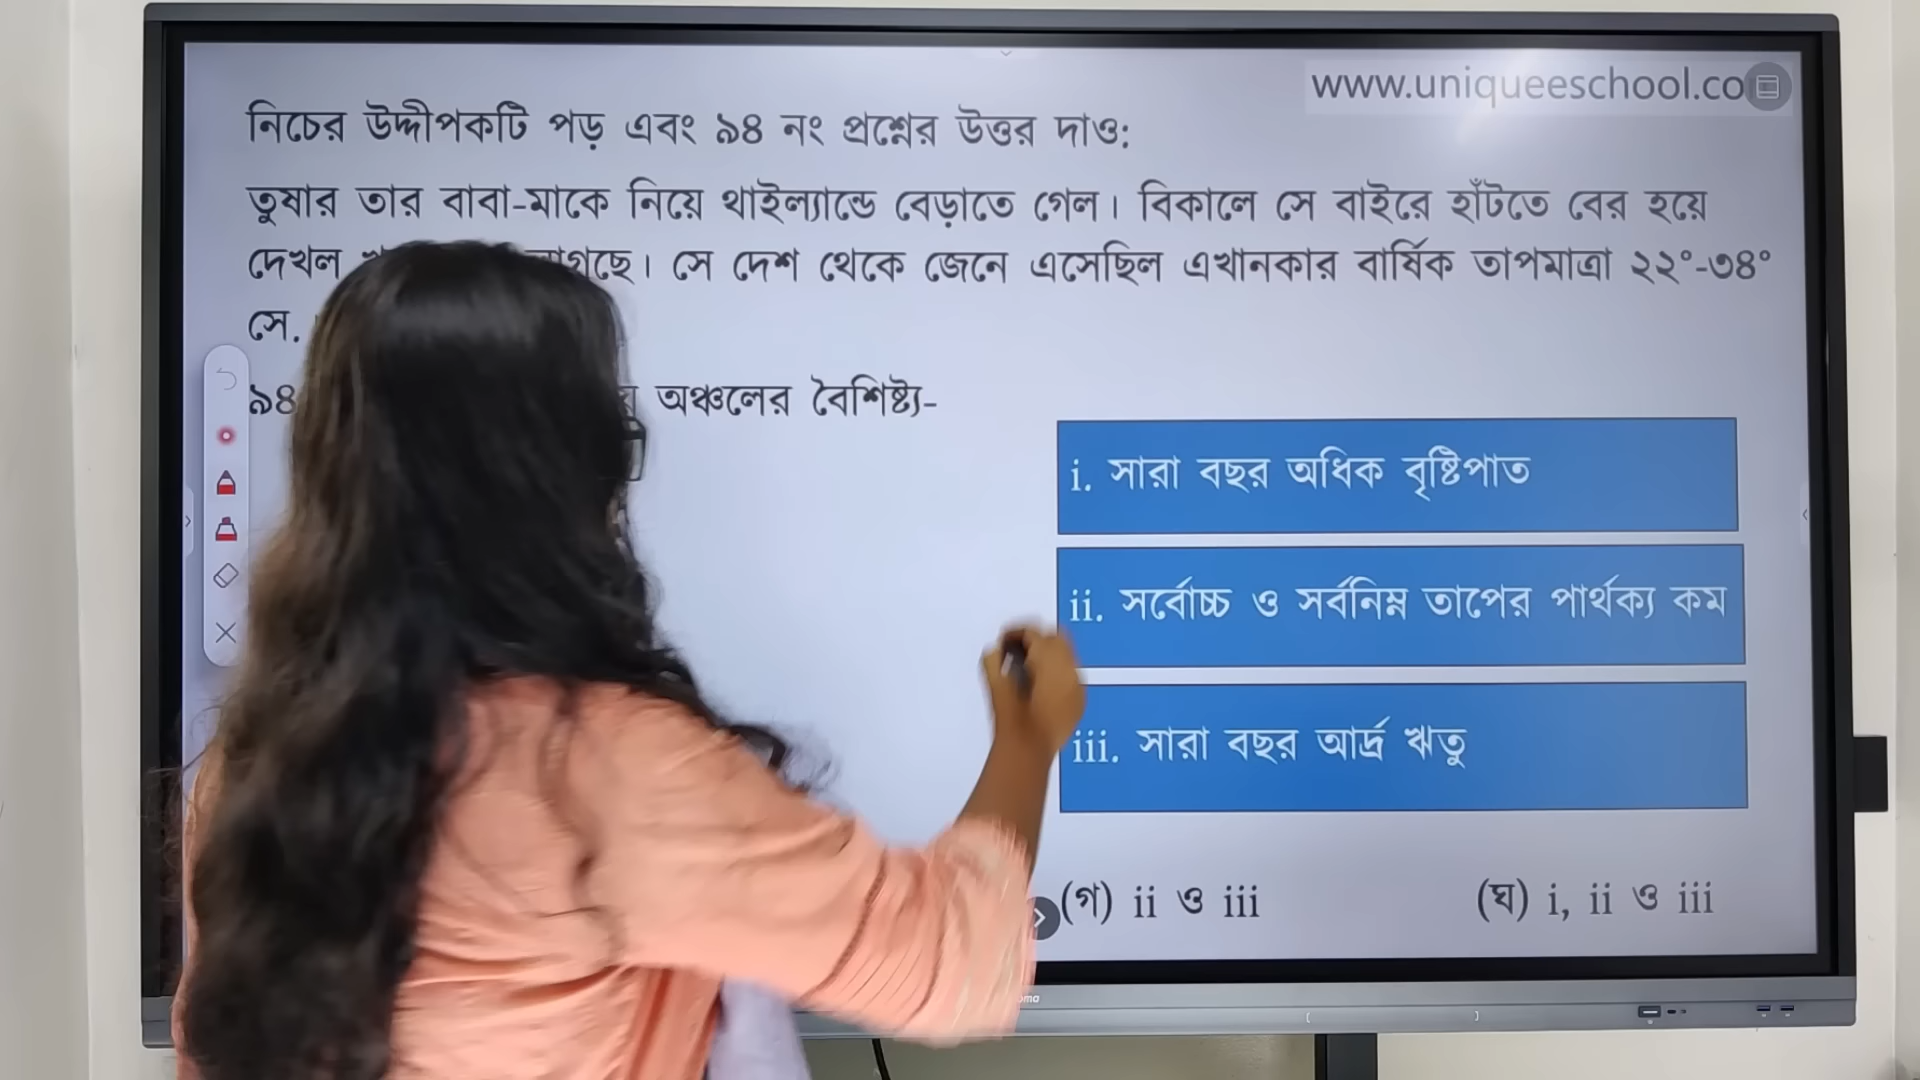 www.uniqueeschool.co
নিচের উদ্দীপকটি পড় এবং ৯৪ নং প্রশ্নের উত্তর দাও:
তুষার তার বাবা-মাকে নিয়ে থাইল্যান্ডে বেড়াতে গেল। বিকালে সে বাইরে হাঁটতে বের হয়ে
দেখল লাগছে। সে দেশ থেকে জেনে এসেছিল এখানকার বার্ষিক তাপমাত্রা ২২°-৩৪°
সে.
৯৪ অঞ্চলের বৈশিষ্ট্য-
i. সারা বছর অধিক বৃষ্টিপাত
ii. সর্বোচ্চ ও সর্বনিম্ন তাপের পার্থক্য কম
iii. সারা বছর আর্দ্র ঋতু
(গ) ii ও iii (ঘ) i, ii ও iii